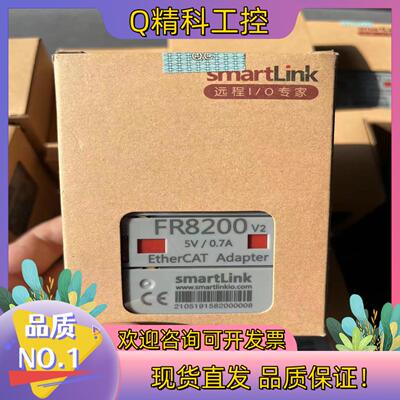 Q精科工控
QC
smartLink
远程I/O专家
FR8200 V2
5V / 0.7A
EtherCAT Adapter
smartLink
www.smartlinkio.com
CE
2105191582000008
品质
NO.1
欢迎咨询可开发票
现货直发 品质保证!